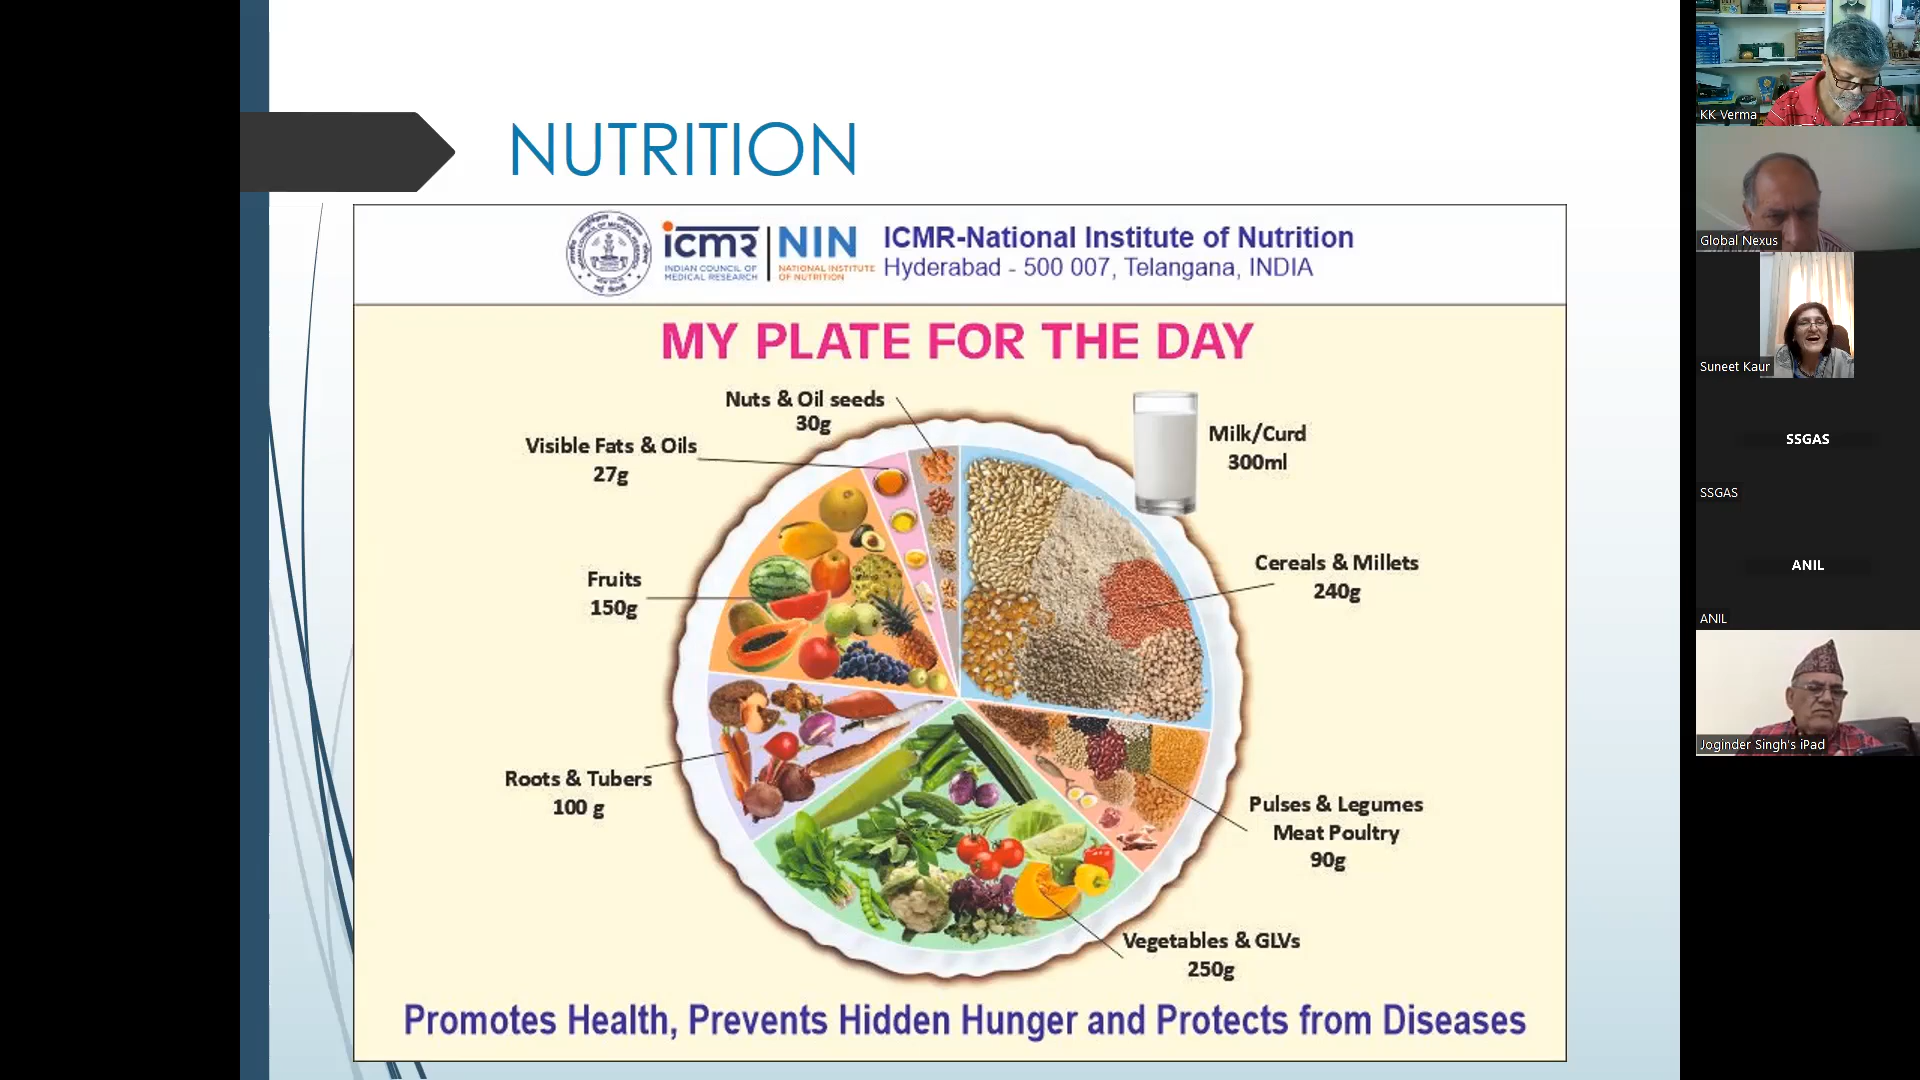 NUTRITION
icmr
INDIAN COUNCIL OF
MEDICAL RESEARCH
NIN
NATIONAL INSTITUTE
OF NUTRITION
ICMR-National Institute of Nutrition
Hyderabad - 500 007, Telangana, INDIA
MY PLATE FOR THE DAY
Nuts & Oil seeds
30g
Visible Fats & Oils
27g
Milk/Curd
300ml
Fruits
150g
Cereals & Millets
240g
Roots & Tubers
100 g
Pulses & Legumes
Meat Poultry
90g
Vegetables & GLVs
250g
Promotes Health, Prevents Hidden Hunger and Protects from Diseases
KK Verma
Global Nexus
Suneet Kaur
SSGAS
SSGAS
ANIL
ANIL
Joginder Singh's iPad